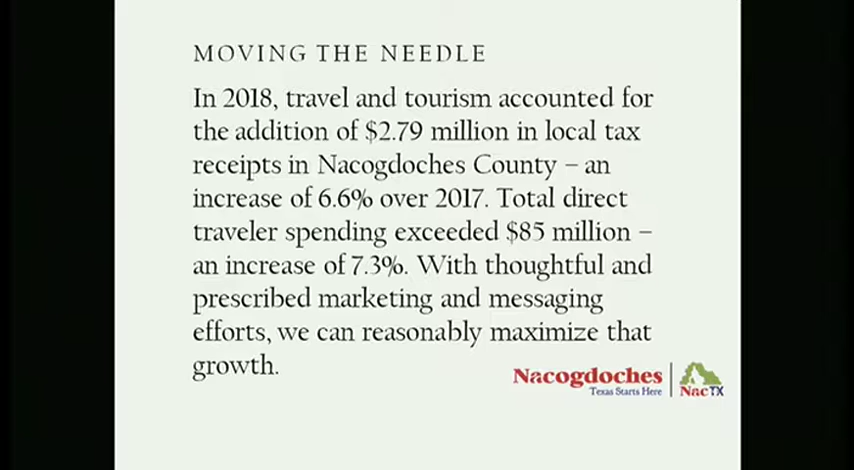 MOVING THE NEEDLE
In 2018, travel and tourism accounted for
the addition of $2.79 million in local tax
receipts in Nacogdoches County – an
increase of 6.6% over 2017. Total direct
traveler spending exceeded $85 million –
an increase of 7.3%. With thoughtful and
prescribed marketing and messaging
efforts, we can reasonably maximize that
growth.
Nacogdoches
Texas Starts Here
NacTX